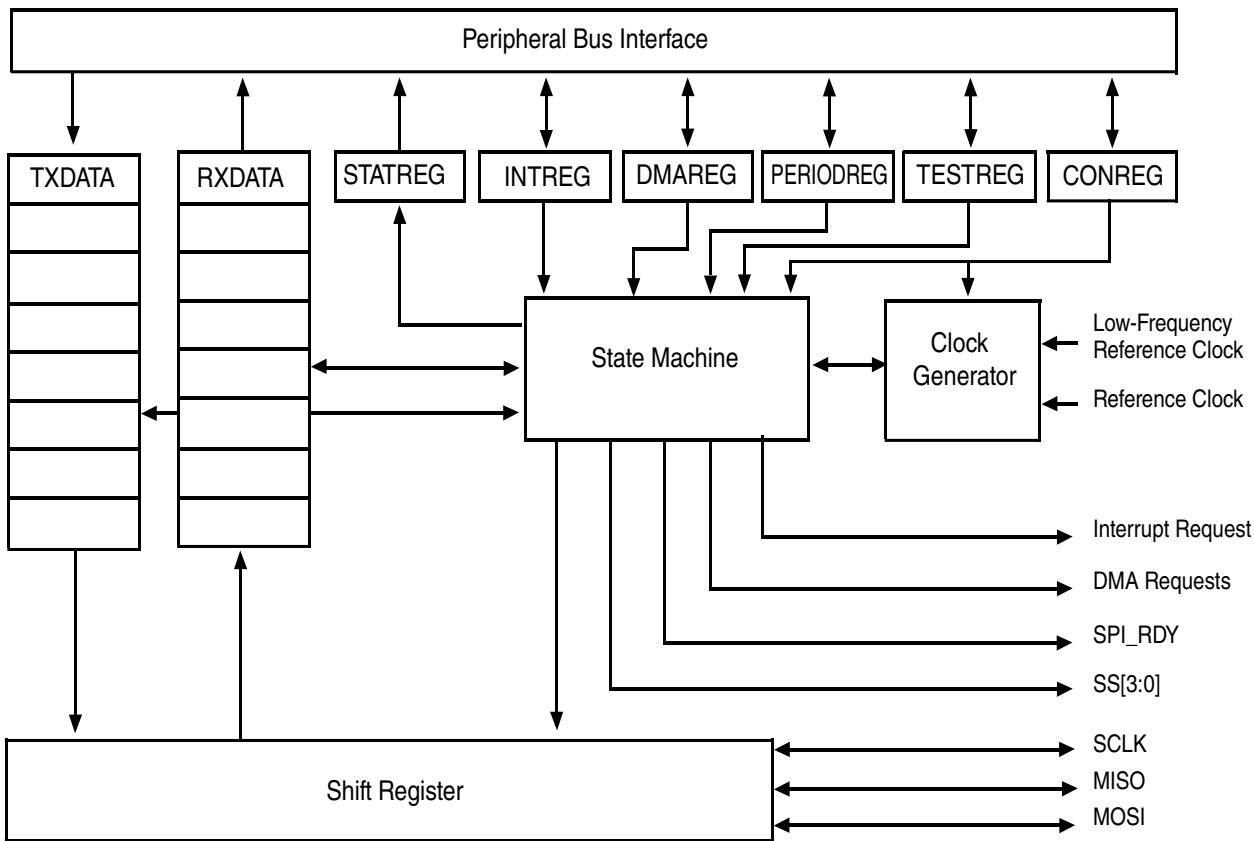 Peripheral Bus Interface
TXDATA
RXDATA
STATREG
INTREG
DMAREG
PERIODREG
TESTREG
CONREG
State Machine
Clock
Generator
Low-Frequency
Reference Clock
Reference Clock
Interrupt Request
DMA Requests
SPI_RDY
SS[3:0]
Shift Register
SCLK
MISO
MOSI